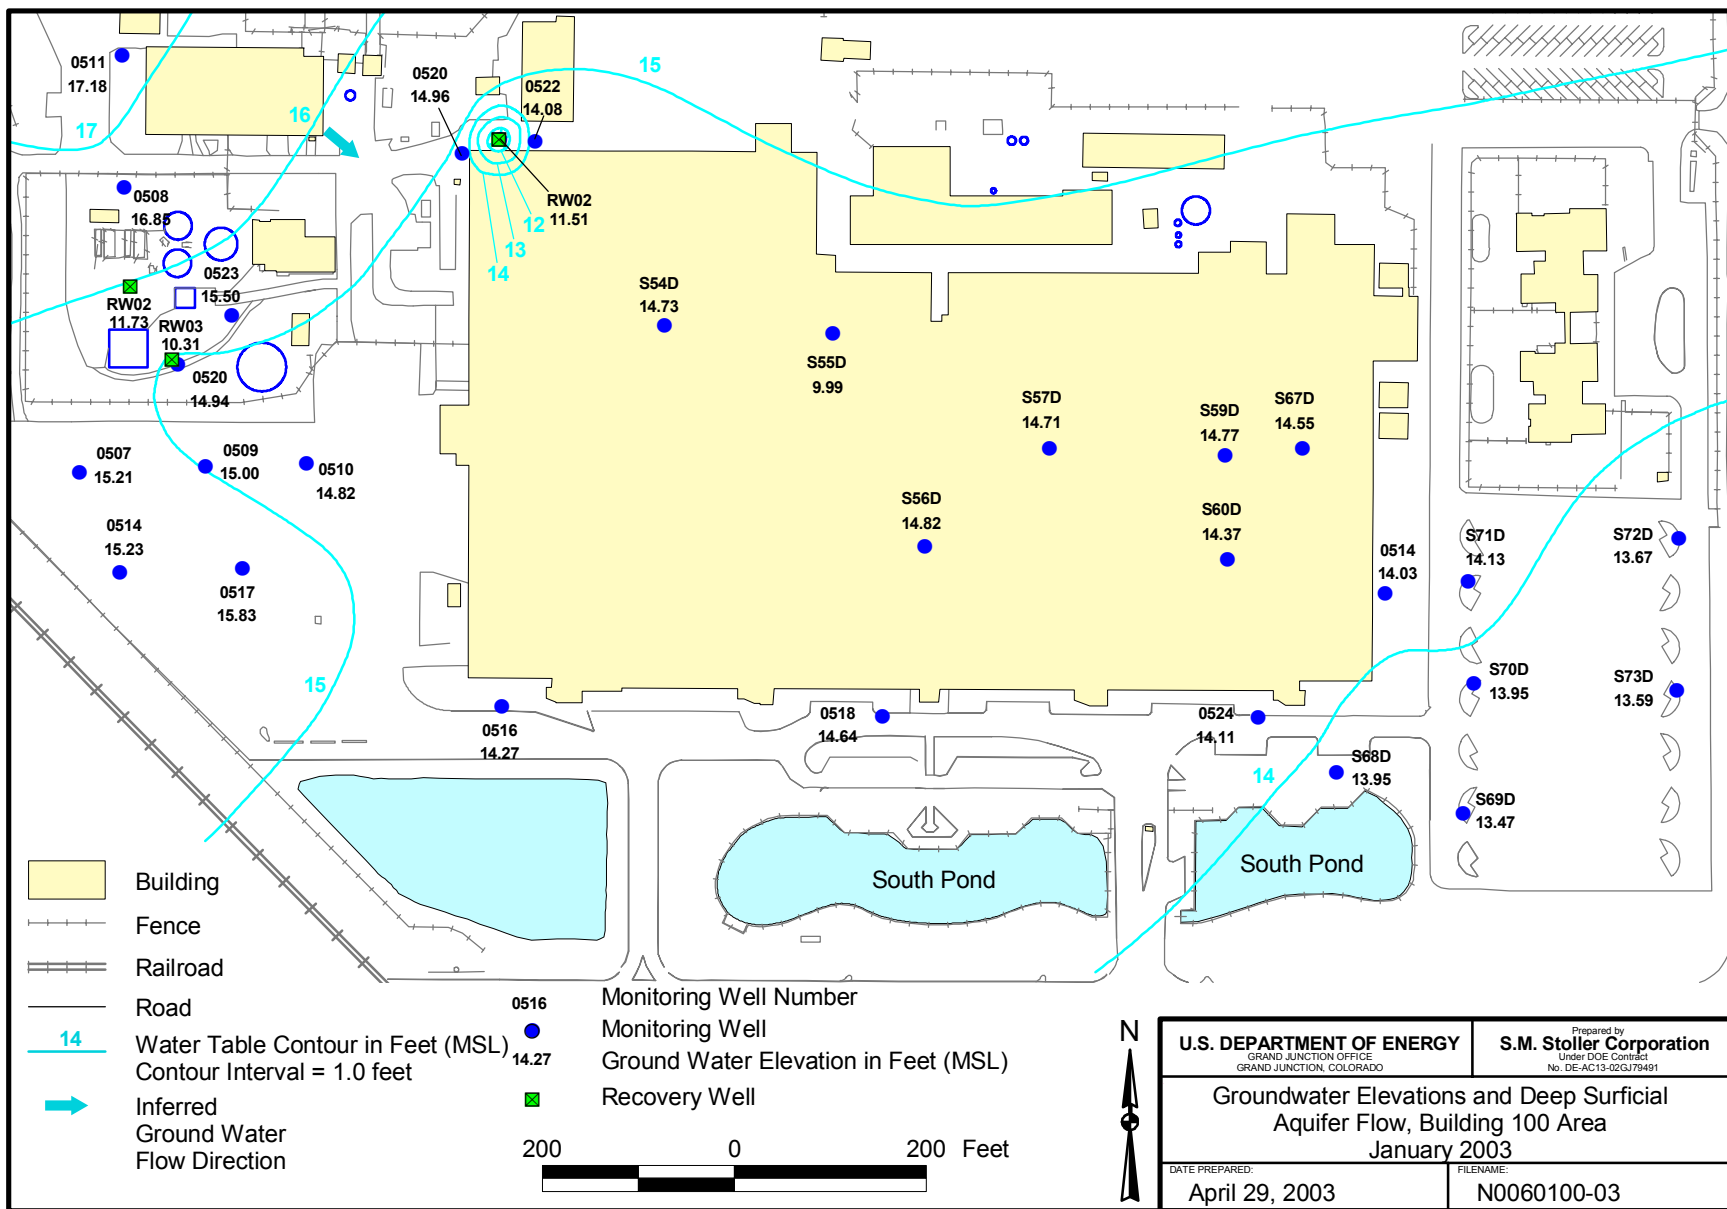 0511
17.18
17
16
0520
14.96
0522
14.08
15
0508
16.85
RW02
11.51
12
13
14
0523
15.50
RW02
11.73
RW03
10.31
0520
14.94
S54D
14.73
S55D
9.99
S57D
14.71
S59D
14.77
S67D
14.55
0507
15.21
0509
15.00
0510
14.82
S56D
14.82
S60D
14.37
0514
15.23
0517
15.83
0514
14.03
S71D
14.13
S72D
13.67
15
S70D
13.95
S73D
13.59
0516
14.27
0518
14.64
0524
14.11
14
S68D
13.95
S69D
13.47
South Pond
South Pond
Building
Fence
Railroad
Road
14
Water Table Contour in Feet (MSL)
Contour Interval = 1.0 feet
Inferred
Ground Water
Flow Direction
0516
Monitoring Well Number
Monitoring Well
14.27
Ground Water Elevation in Feet (MSL)
Recovery Well
200 0 200 Feet
N
U.S. DEPARTMENT OF ENERGY
GRAND JUNCTION OFFICE
GRAND JUNCTION, COLORADO
Prepared by
S.M. Stoller Corporation
Under DOE Contract
No. DE-AC13-02GJ79491
Groundwater Elevations and Deep Surficial
Aquifer Flow, Building 100 Area
January 2003
DATE PREPARED:
April 29, 2003
FILENAME:
N0060100-03